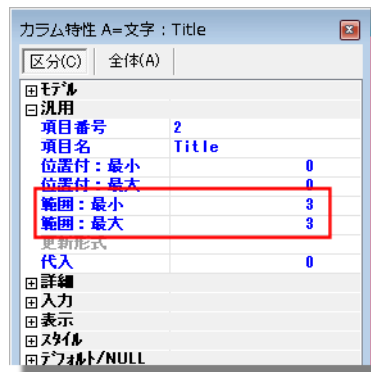 カラム特性 A=文字 : Title
区分(C) 全体(A)
モデル
汎用
項目番号 2
項目名 Title
位置付:最小 0
位置付:最大 0
範囲:最小 3
範囲:最大 3
更新形式
代入 0
詳細
入力
表示
スタイル
デフォルト/NULL